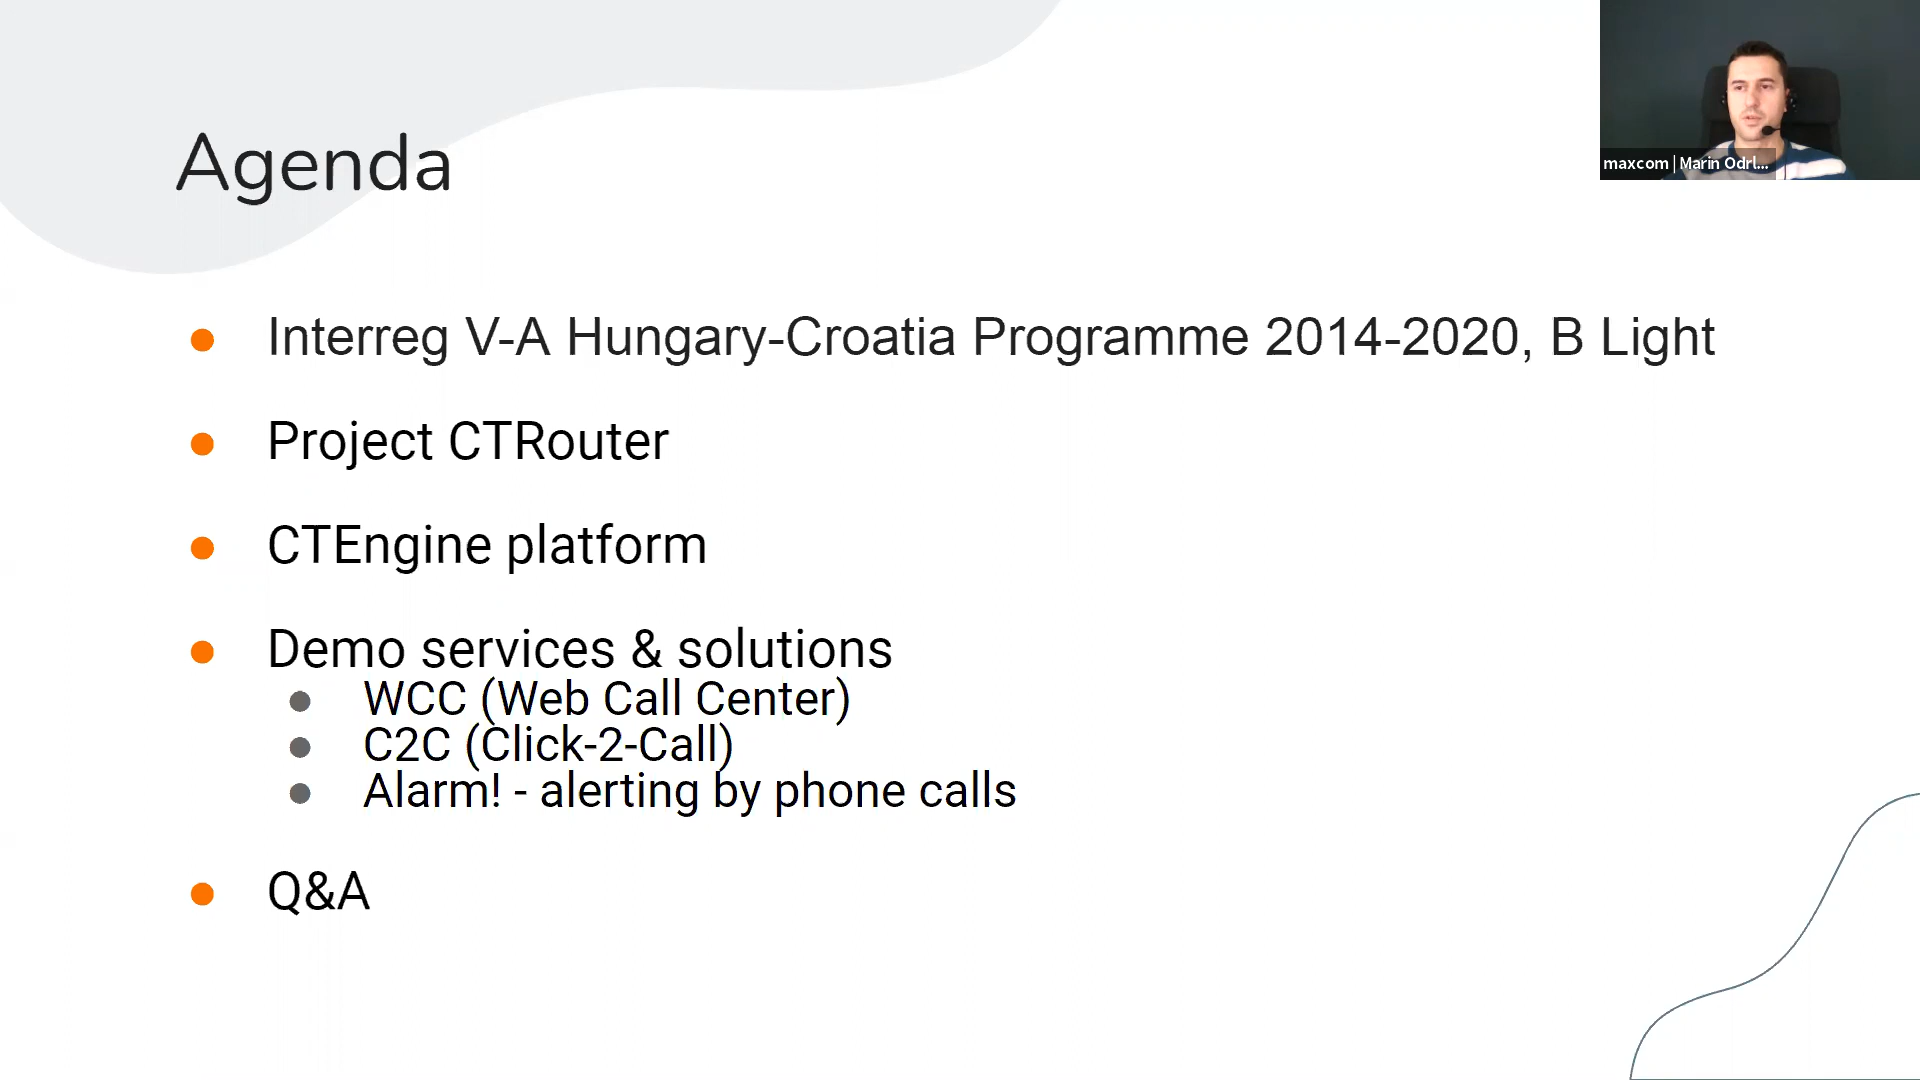 Agenda
Interreg V-A Hungary-Croatia Programme 2014-2020, B Light
Project CTRouter
CTEngine platform
Demo services & solutions
WCC (Web Call Center)
C2C (Click-2-Call)
Alarm! - alerting by phone calls
Q&A
maxcom | Marin Odrl...